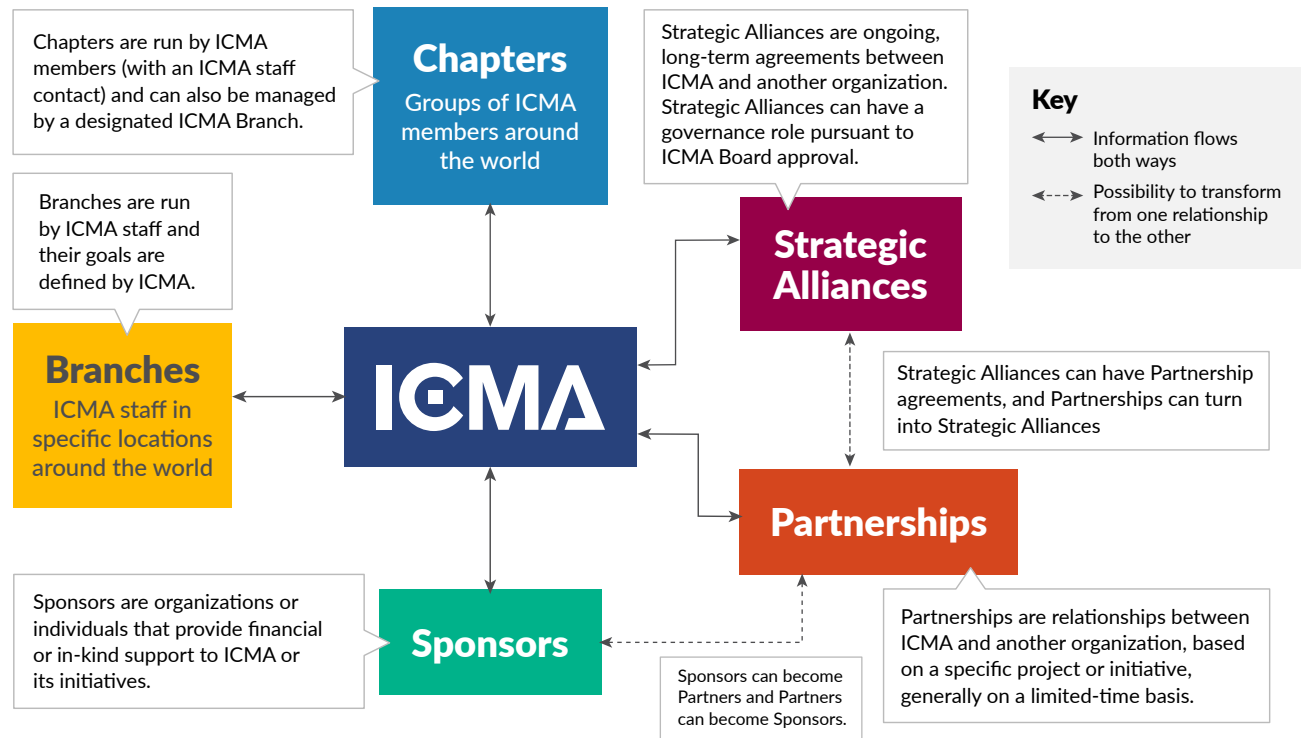 Chapters are run by ICMA
members (with an ICMA staff
contact) and can also be managed
by a designated ICMA Branch.
Chapters
Groups of ICMA
members around
the world
Strategic Alliances are ongoing,
long-term agreements between
ICMA and another organization.
Strategic Alliances can have a
governance role pursuant to
ICMA Board approval.
Key
Information flows
both ways
Possibility to transform
from one relationship
to the other
Branches are run
by ICMA staff and
their goals are
defined by ICMA.
Strategic
Alliances
Branches
ICMA staff in
specific locations
around the world
ICMA
Strategic Alliances can have Partnership
agreements, and Partnerships can turn
into Strategic Alliances
Partnerships
Sponsors are organizations or
individuals that provide financial
or in-kind support to ICMA or
its initiatives.
Sponsors
Sponsors can become
Partners and Partners
can become Sponsors.
Partnerships are relationships between
ICMA and another organization, based
on a specific project or initiative,
generally on a limited-time basis.